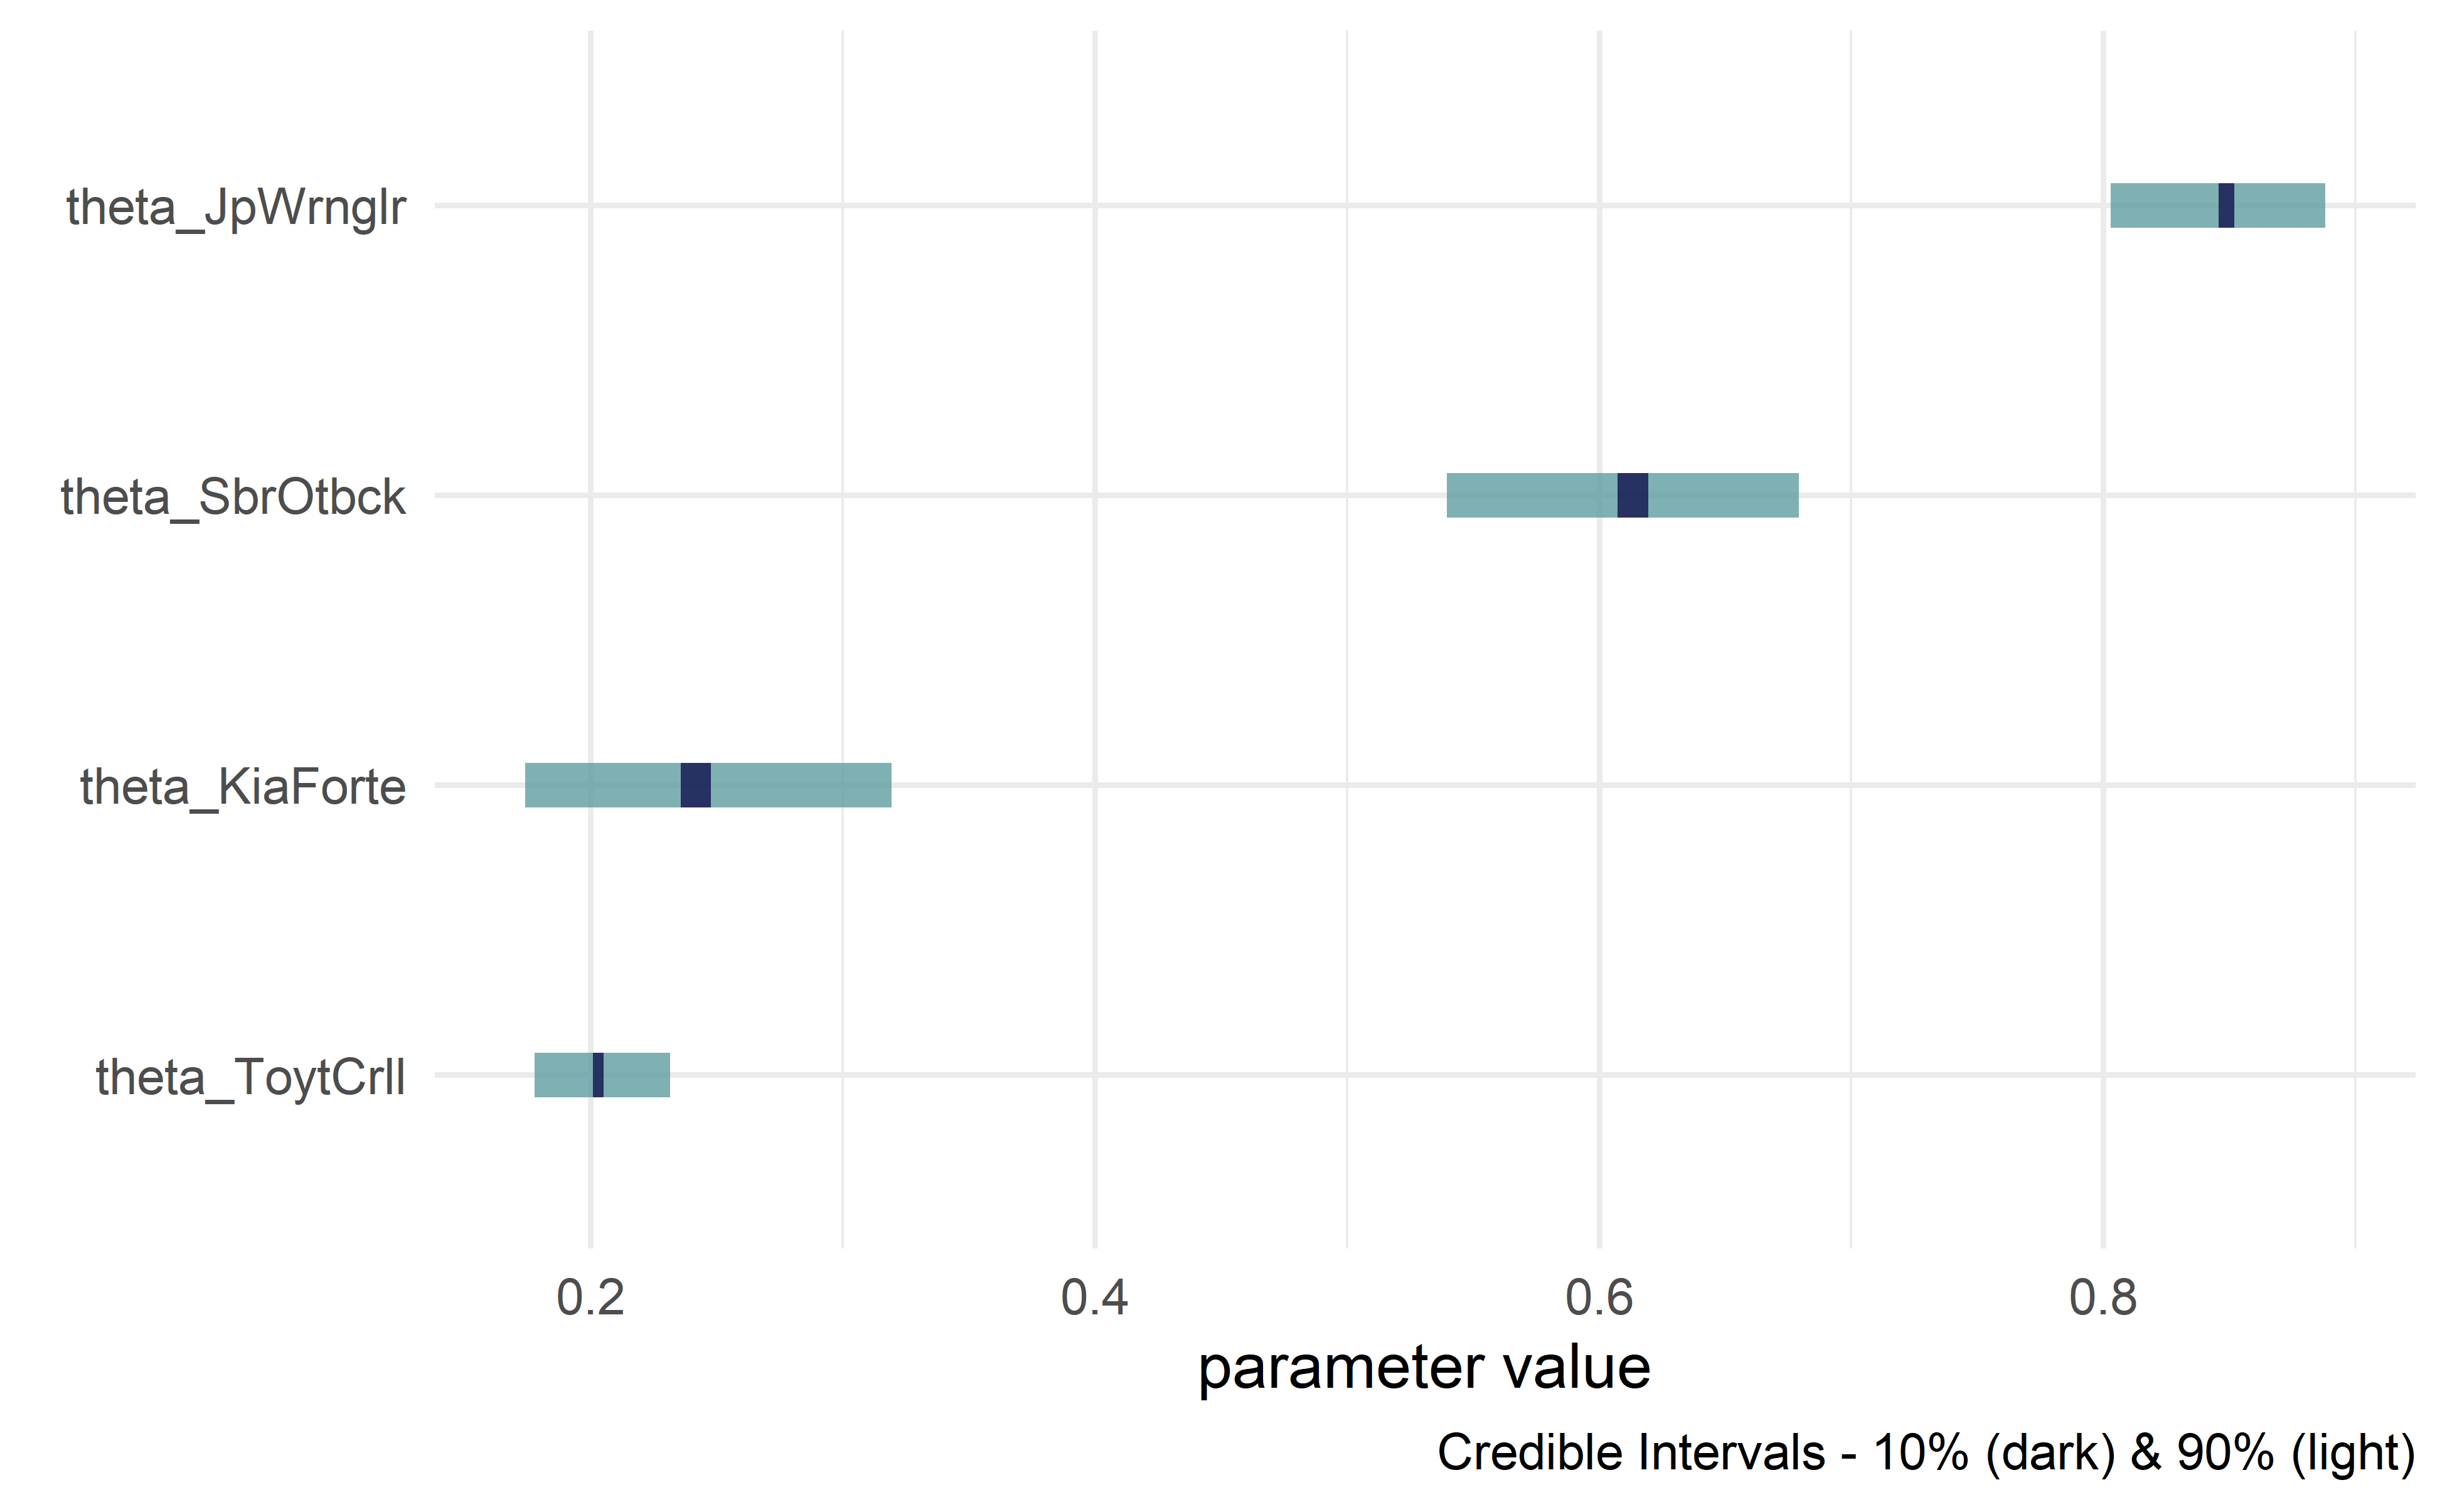 theta_JpWrnglr
theta_SbrOtbck
theta_KiaForte
theta_ToytCrll
0.2 0.4 0.6 0.8
parameter value
Credible Intervals - 10% (dark) & 90% (light)